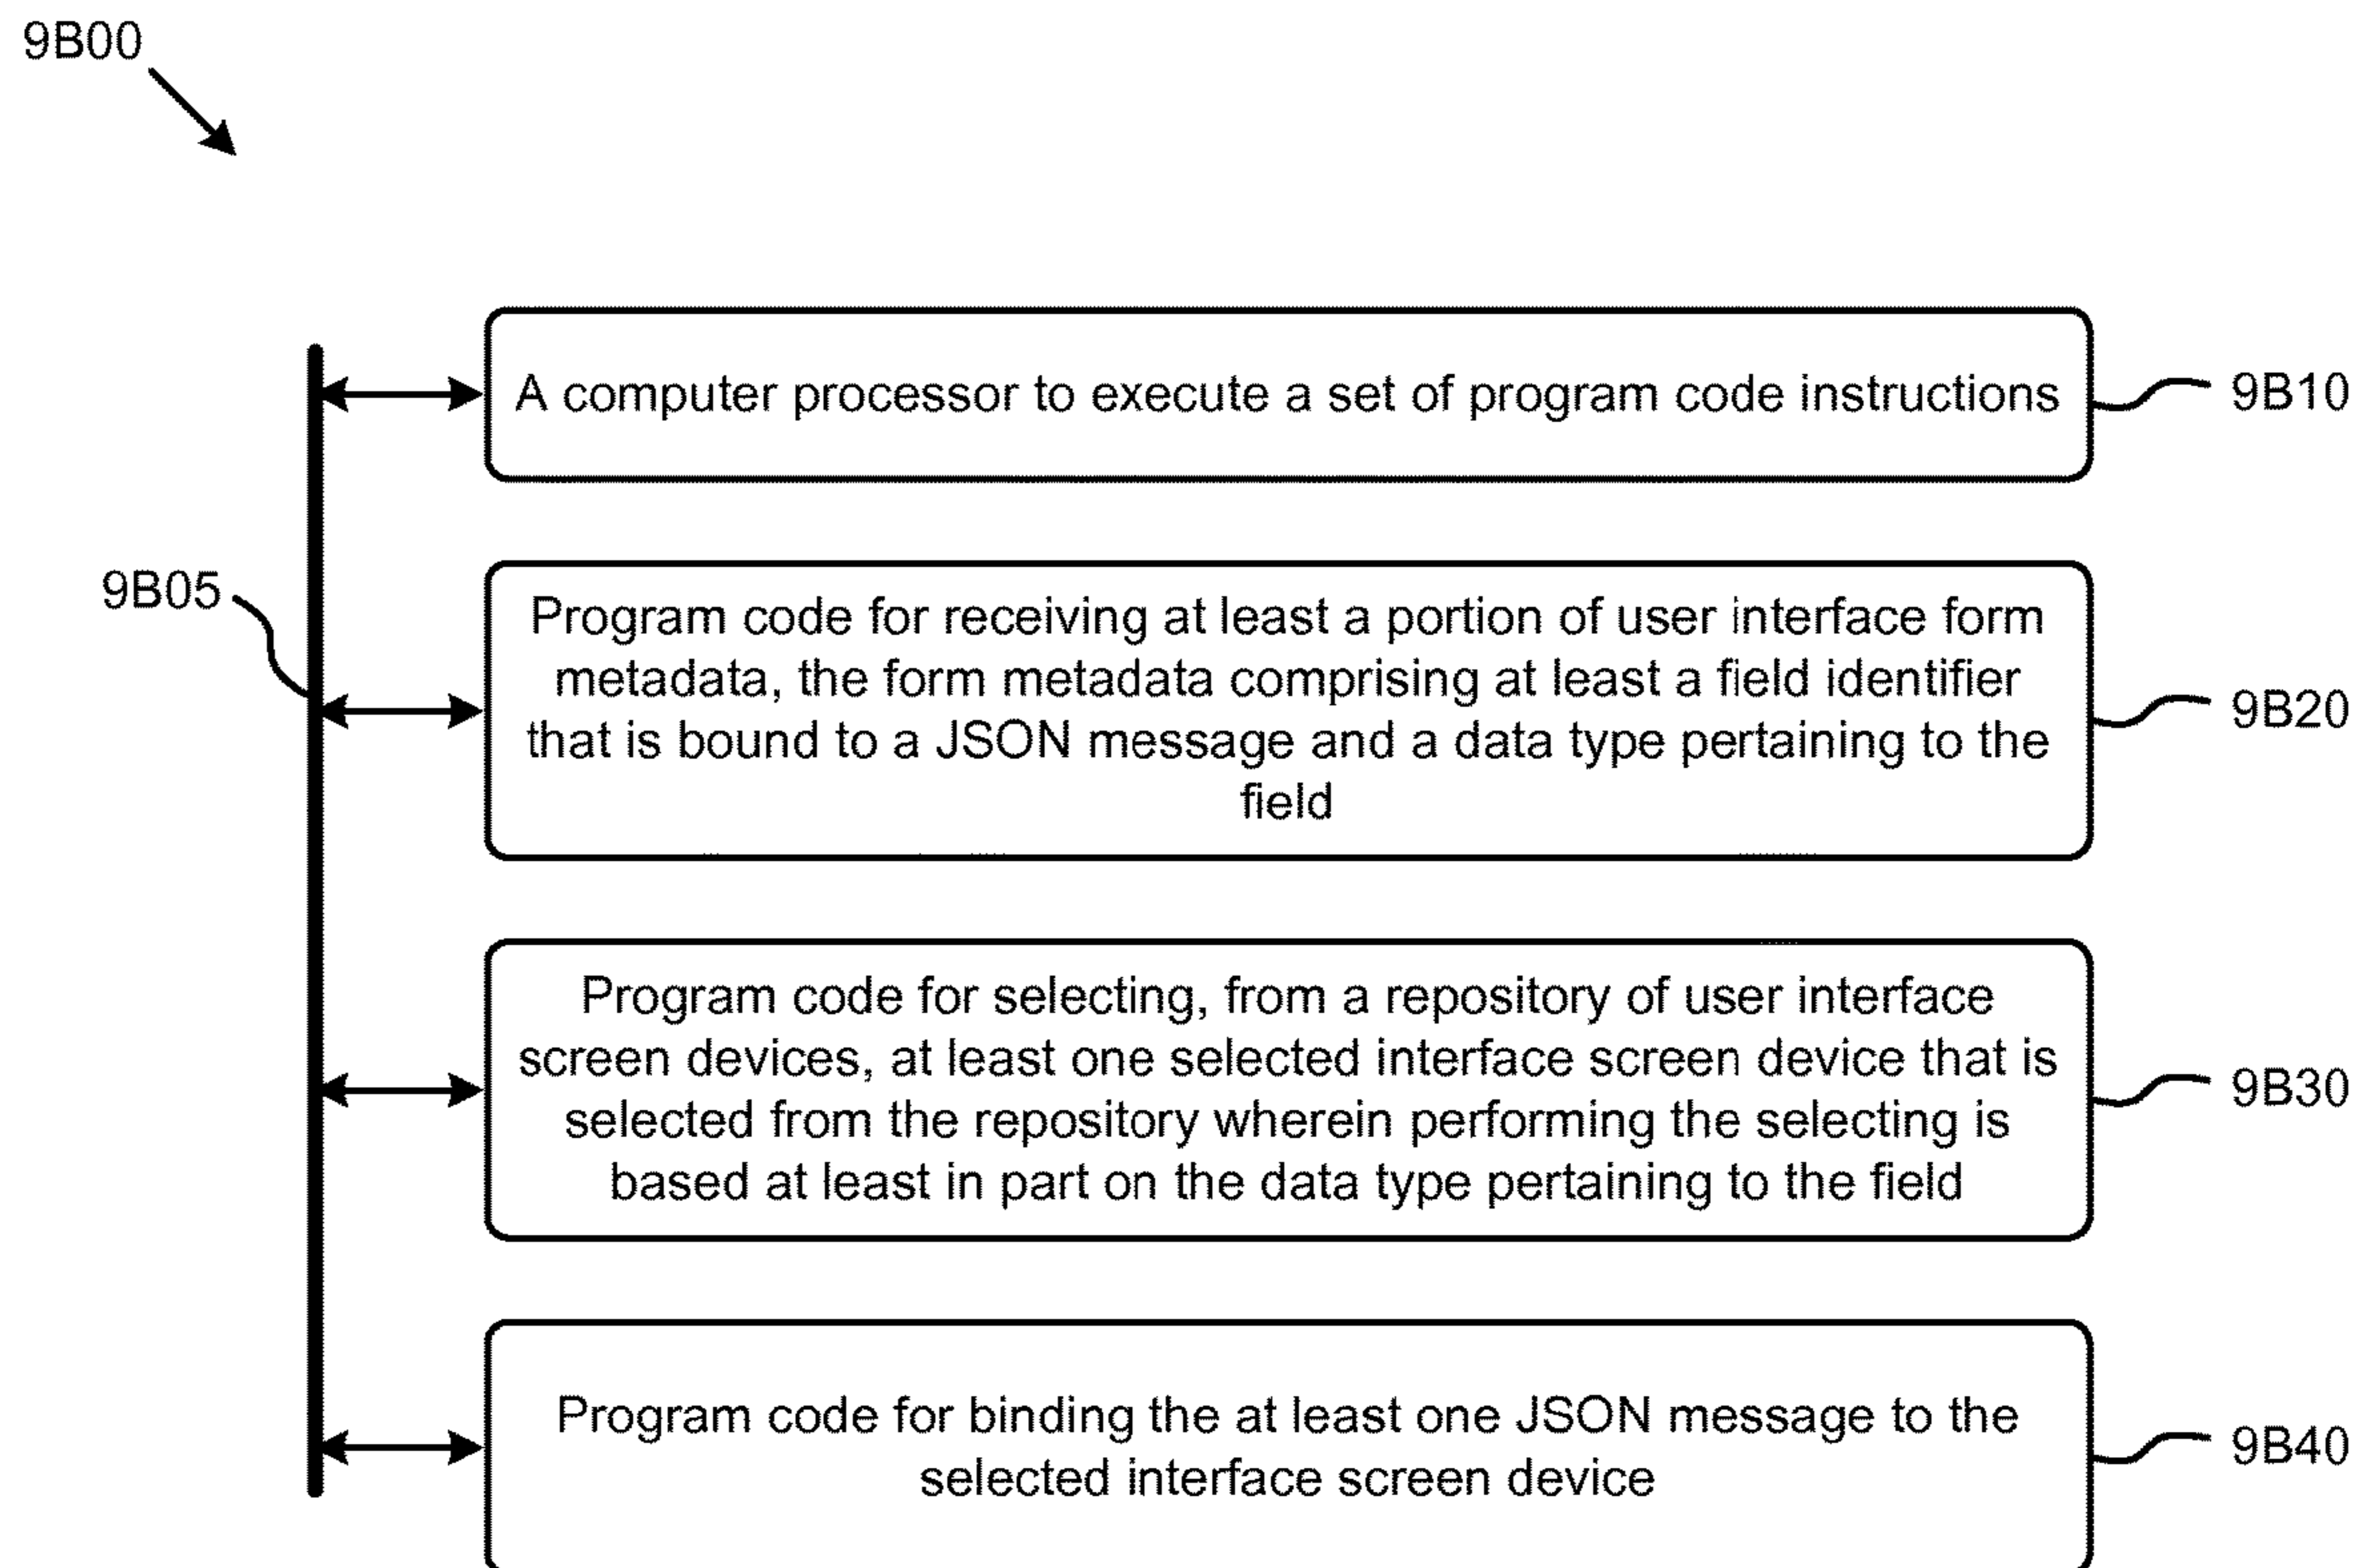 9B00
A computer processor to execute a set of program code instructions
9B10
9B05
Program code for receiving at least a portion of user interface form
metadata, the form metadata comprising at least a field identifier
that is bound to a JSON message and a data type pertaining to the
field
9B20
Program code for selecting, from a repository of user interface
screen devices, at least one selected interface screen device that is
selected from the repository wherein performing the selecting is
based at least in part on the data type pertaining to the field
9B30
Program code for binding the at least one JSON message to the
selected interface screen device
9B40